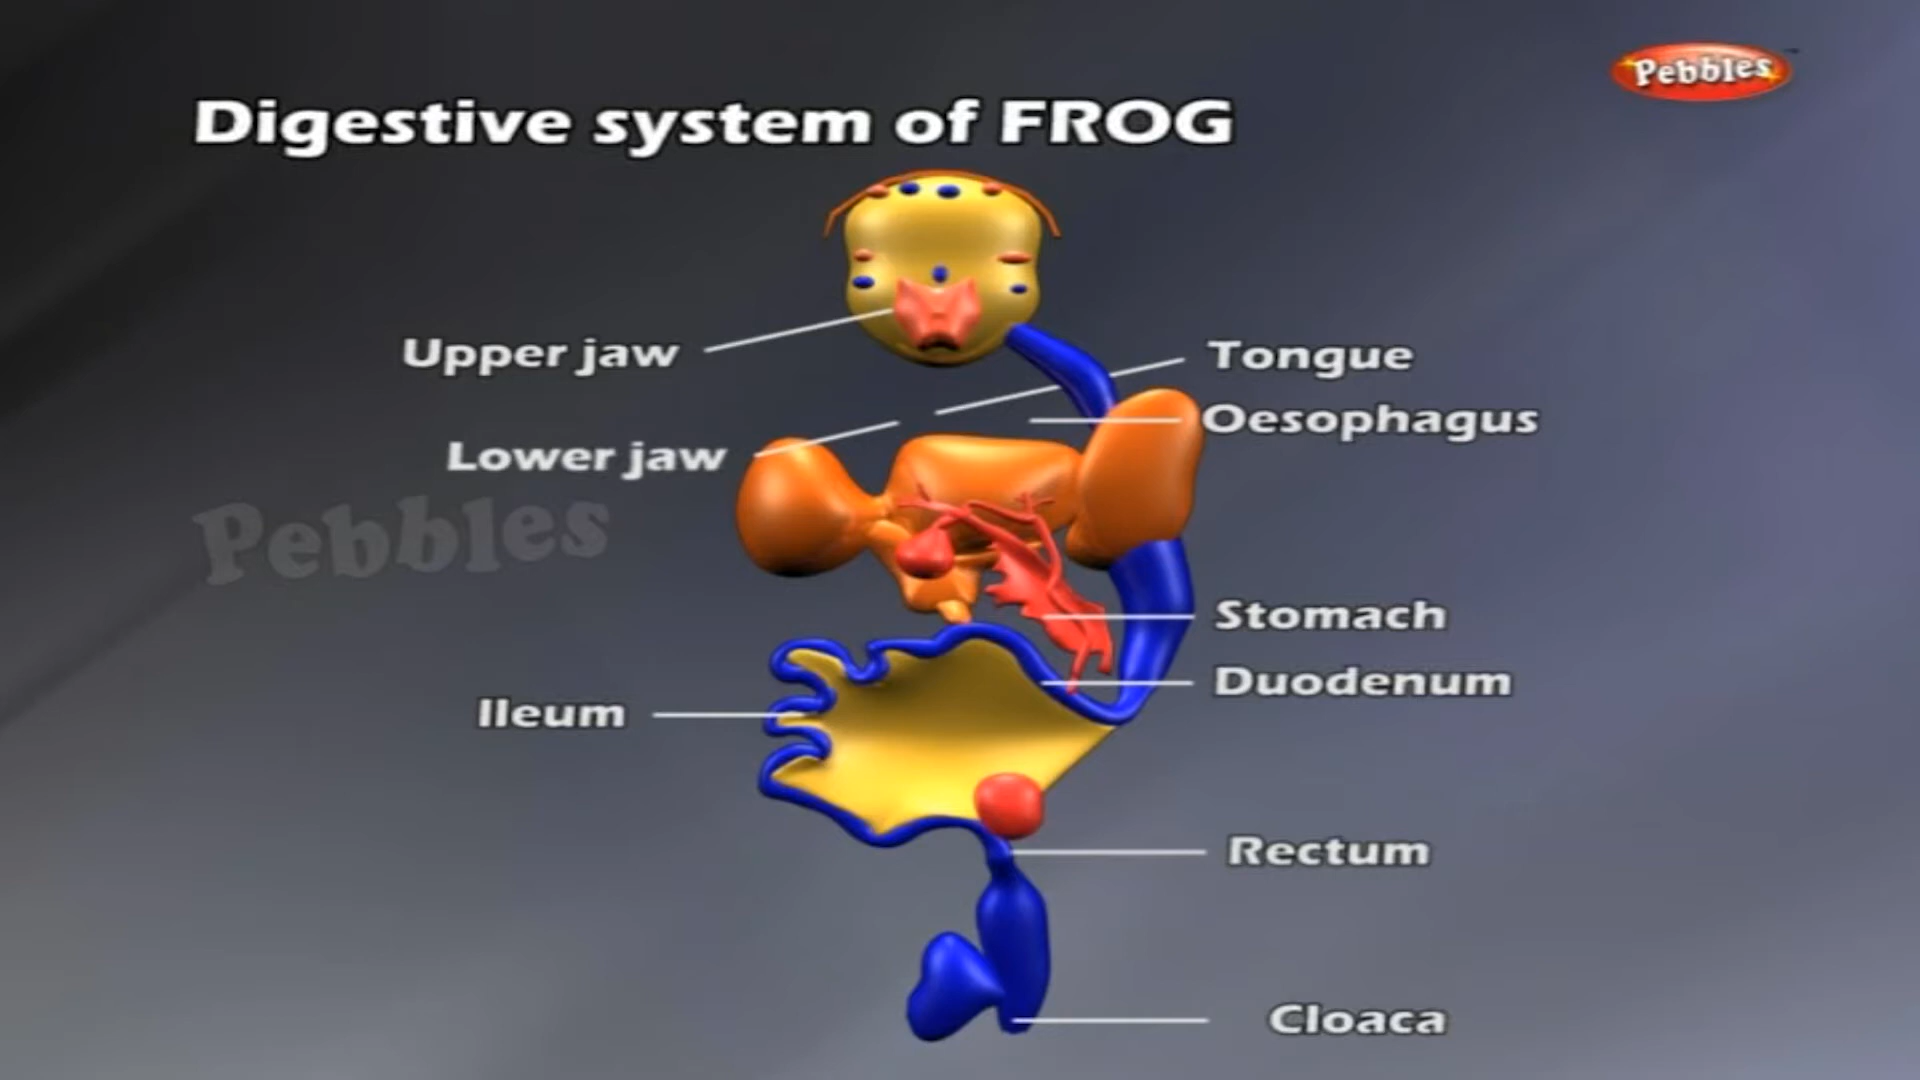 Pebbles
Digestive system of FROG
Upper jaw
Tongue
Oesophagus
Lower jaw
Pebbles
Stomach
Duodenum
Ileum
Rectum
Cloaca